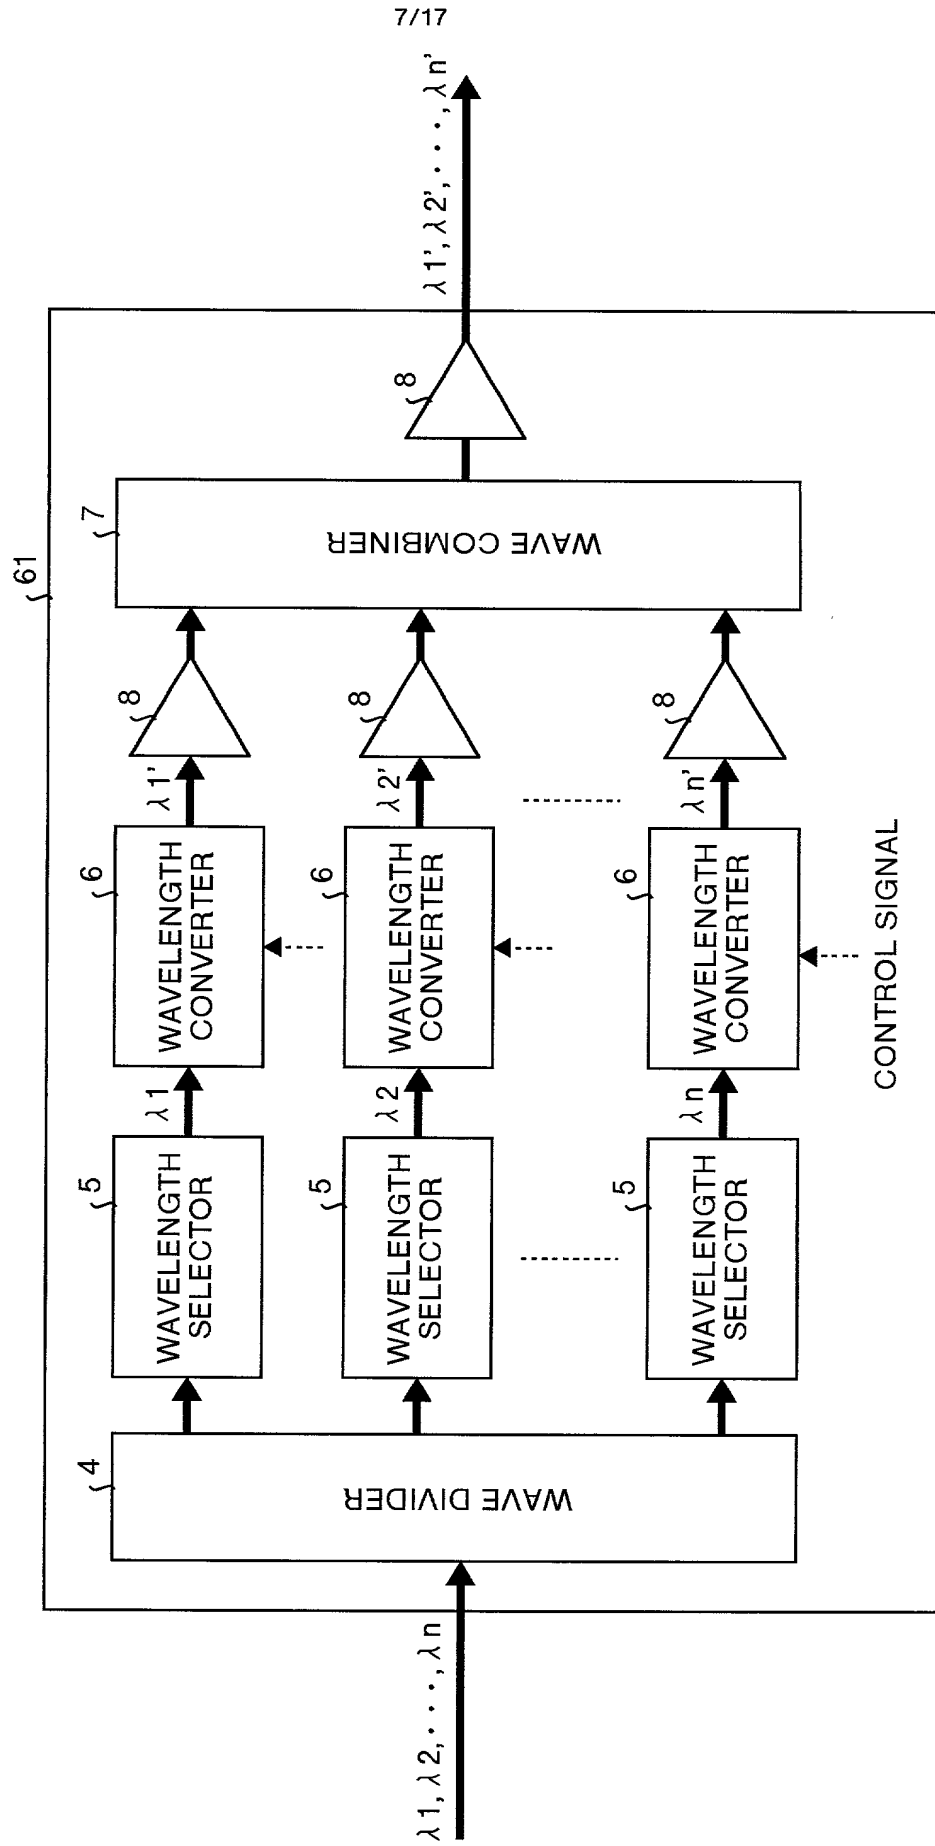 7/17
61
λ1, λ2, ···, λn
4
WAVE DIVIDER
5
WAVELENGTH
SELECTOR
λ1
6
WAVELENGTH
CONVERTER
λ1'
8
5
WAVELENGTH
SELECTOR
λ2
6
WAVELENGTH
CONVERTER
λ2'
8
5
WAVELENGTH
SELECTOR
λn
6
WAVELENGTH
CONVERTER
λn'
8
CONTROL SIGNAL
7
WAVE COMBINER
8
λ1', λ2', ···, λn'